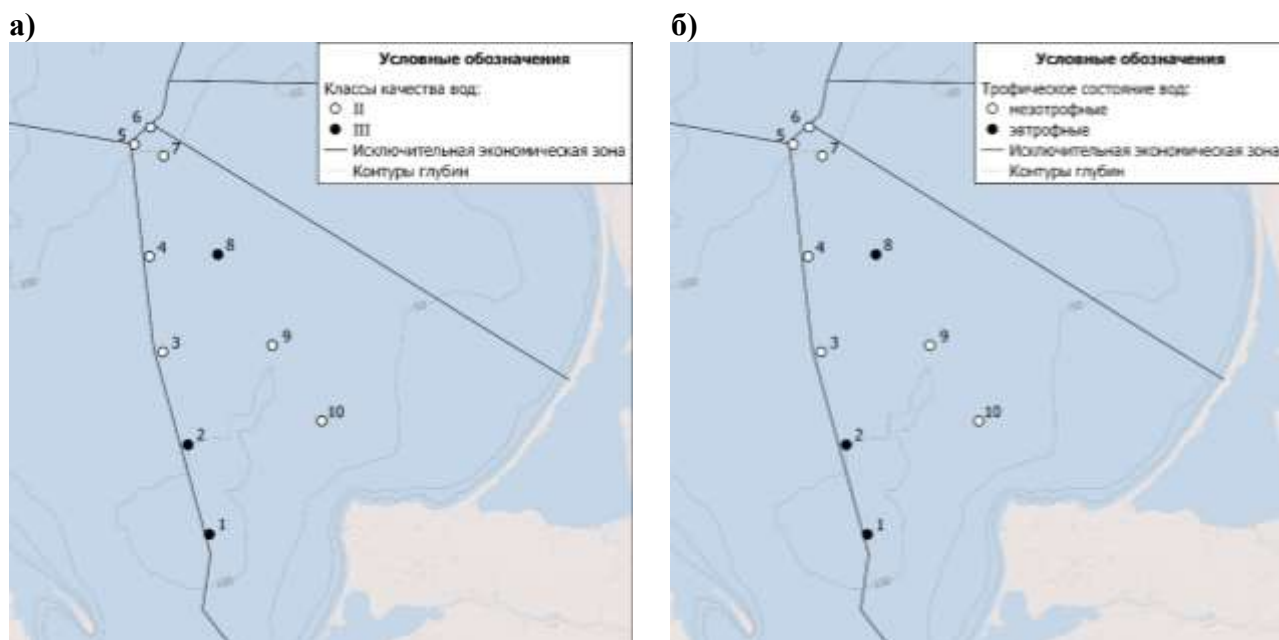 а)
Условные обозначения
Классы качества вод:
II
III
Исключительная экономическая зона
Контуры глубин
6
5
7
4
8
3
9
10
2
1
б)
Условные обозначения
Трофическое состояние вод:
мезотрофные
эвтрофные
Исключительная экономическая зона
Контуры глубин
6
5
7
4
8
3
9
10
2
1